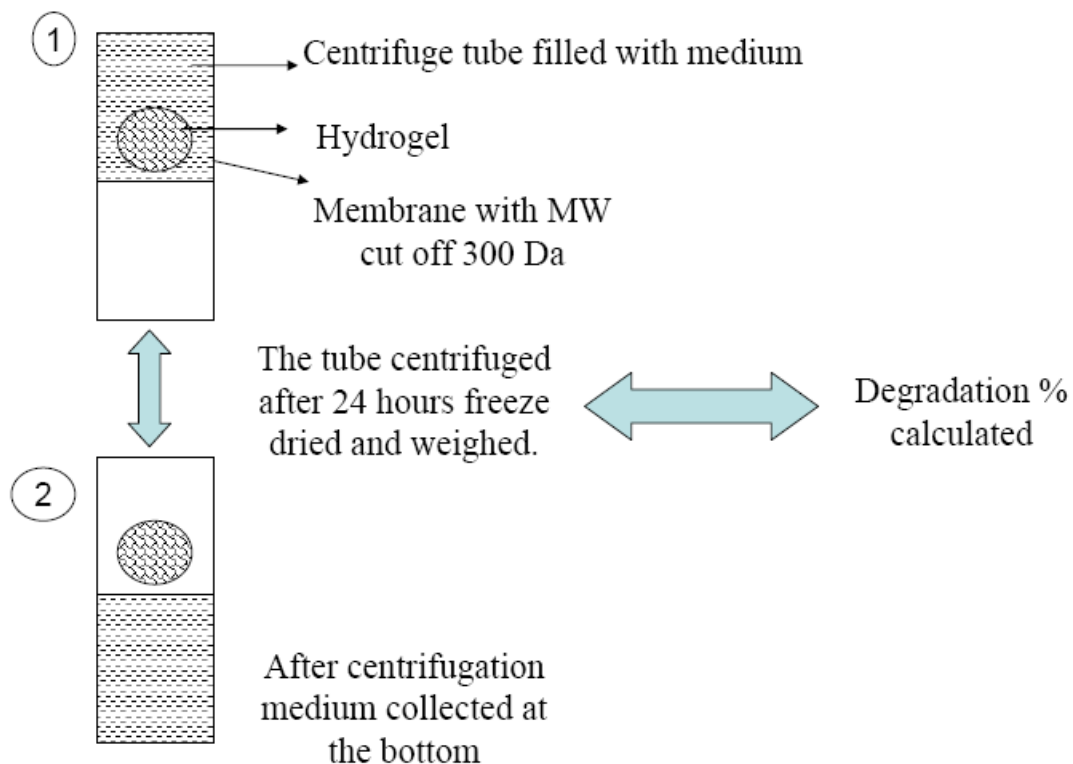 1
Centrifuge tube filled with medium
Hydrogel
Membrane with MW
cut off 300 Da
The tube centrifuged
after 24 hours freeze
dried and weighed.
Degradation %
calculated
2
After centrifugation
medium collected at
the bottom